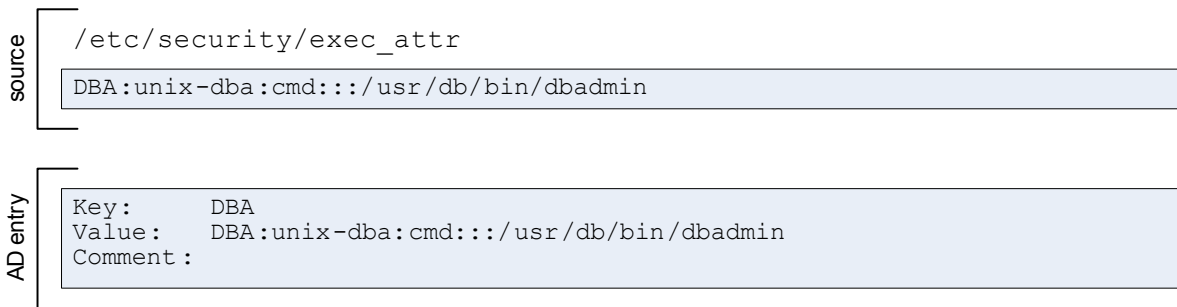 source
/etc/security/exec_attr
DBA:unix-dba:cmd:::/usr/db/bin/dbadmin
AD entry
Key: DBA
Value: DBA:unix-dba:cmd:::/usr/db/bin/dbadmin
Comment: